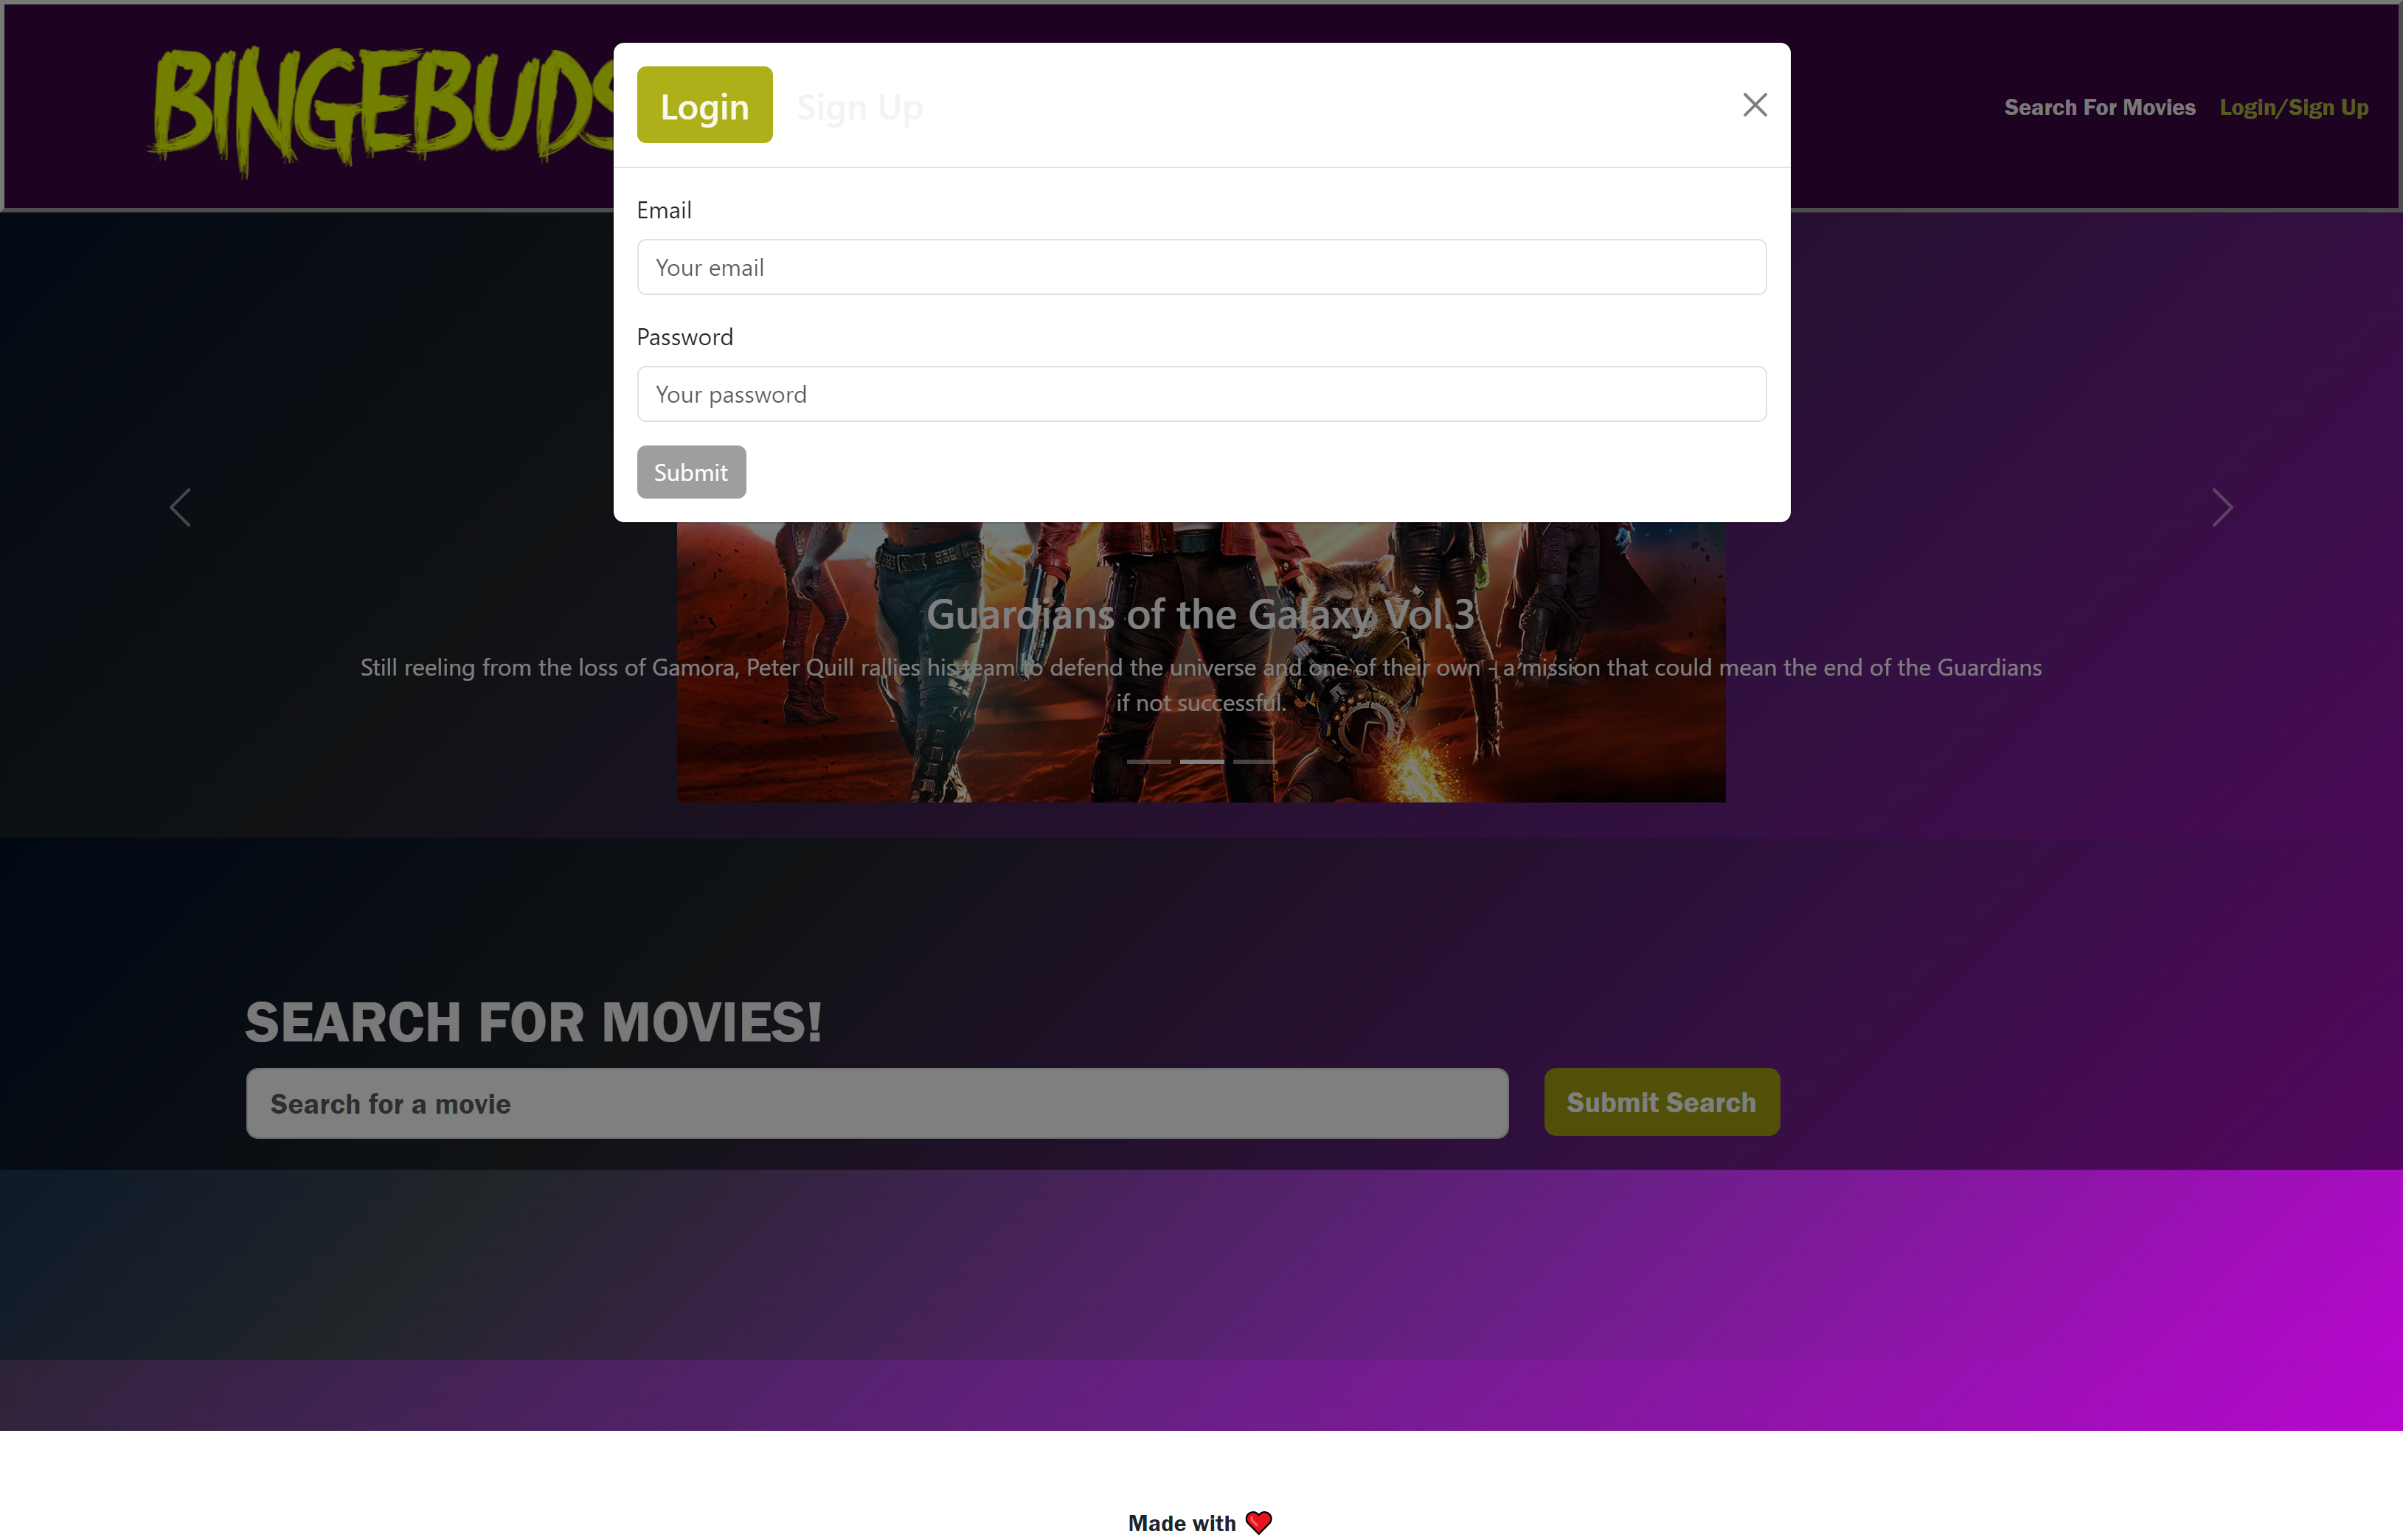 BINGEBUDS
Login Sign Up
Search For Movies Login/Sign Up
Email
Your email
Password
Your password
Submit
Guardians of the Galaxy Vol.3
Still reeling from the loss of Gamora, Peter Quill rallies his team to defend the universe and one of their own - a mission that could mean the end of the Guardians
if not successful.
SEARCH FOR MOVIES!
Search for a movie Submit Search
Made with ❤️